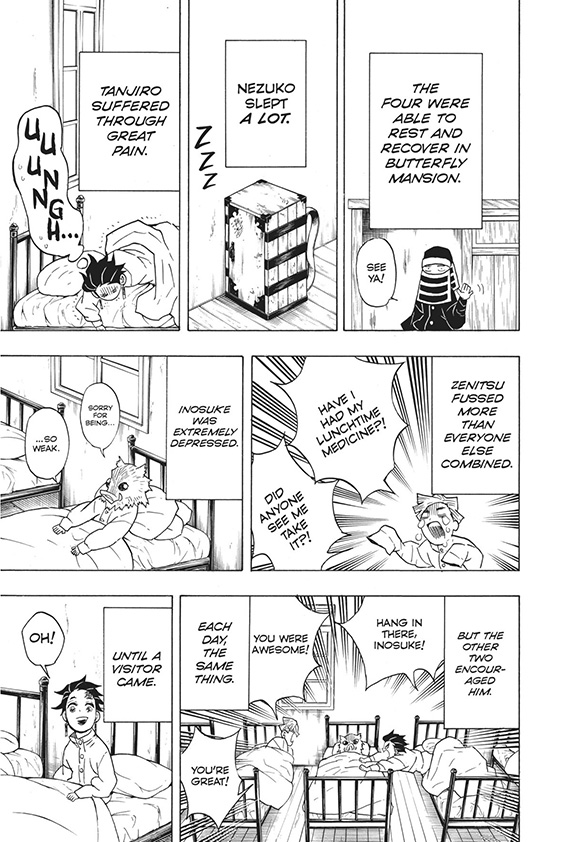 THE
FOUR WERE
ABLE TO
REST AND
RECOVER IN
BUTTERFLY
MANSION.
SEE
YA!
NEZUKO
SLEPT
A LOT.
Z
Z
Z
TANJIRO
SUFFERED
THROUGH
GREAT
PAIN.
UUUNNGH...
ZENITSU
FUSSED
MORE
THAN
EVERYONE
ELSE
COMBINED.
HAVE I
HAD MY
LUNCHTIME
MEDICINE?!
DID
ANYONE
SEE ME
TAKE
IT?!
INOSUKE
WAS
EXTREMELY
DEPRESSED.
SORRY
FOR
BEING...
...SO
WEAK.
BUT THE
OTHER
TWO
ENCOUR-
AGED
HIM.
HANG IN
THERE,
INOSUKE!
YOU WERE
AWESOME!
YOU'RE
GREAT!
EACH
DAY,
THE
SAME
THING.
UNTIL A
VISITOR
CAME.
OH!